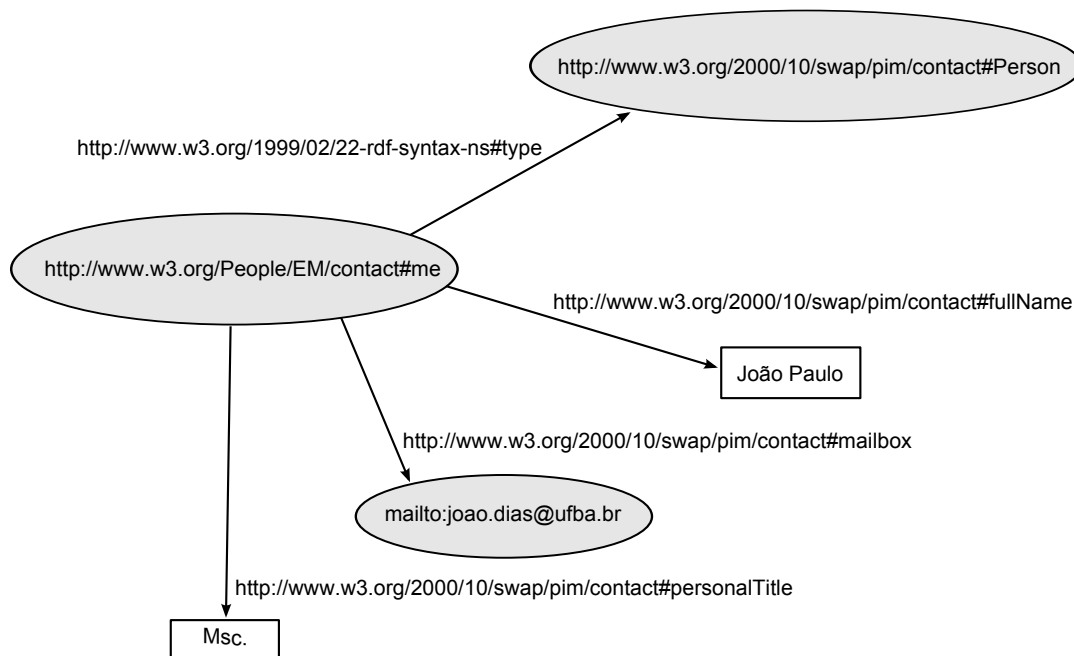 http://www.w3.org/2000/10/swap/pim/contact#Person
http://www.w3.org/1999/02/22-rdf-syntax-ns#type
http://www.w3.org/People/EM/contact#me
http://www.w3.org/2000/10/swap/pim/contact#fullName
João Paulo
http://www.w3.org/2000/10/swap/pim/contact#mailbox
mailto:joao.dias@ufba.br
http://www.w3.org/2000/10/swap/pim/contact#personalTitle
Msc.